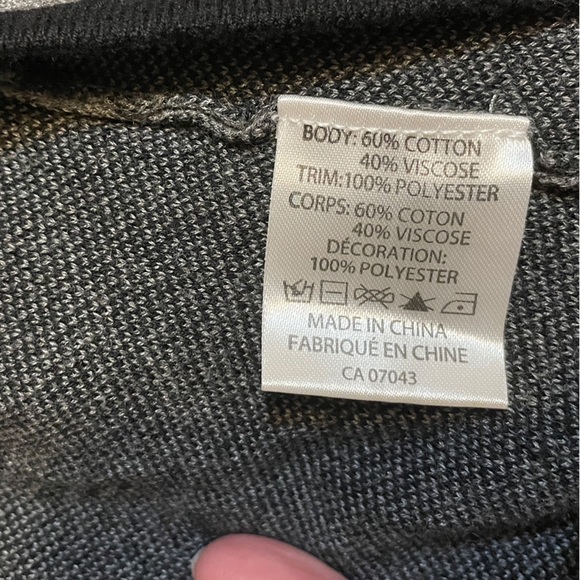 BODY: 60% COTTON
40% VISCOSE
TRIM:100% POLYESTER
CORPS: 60% COTON
40% VISCOSE
DÉCORATION:
100% POLYESTER
MADE IN CHINA
FABRIQUÉ EN CHINE
CA 07043